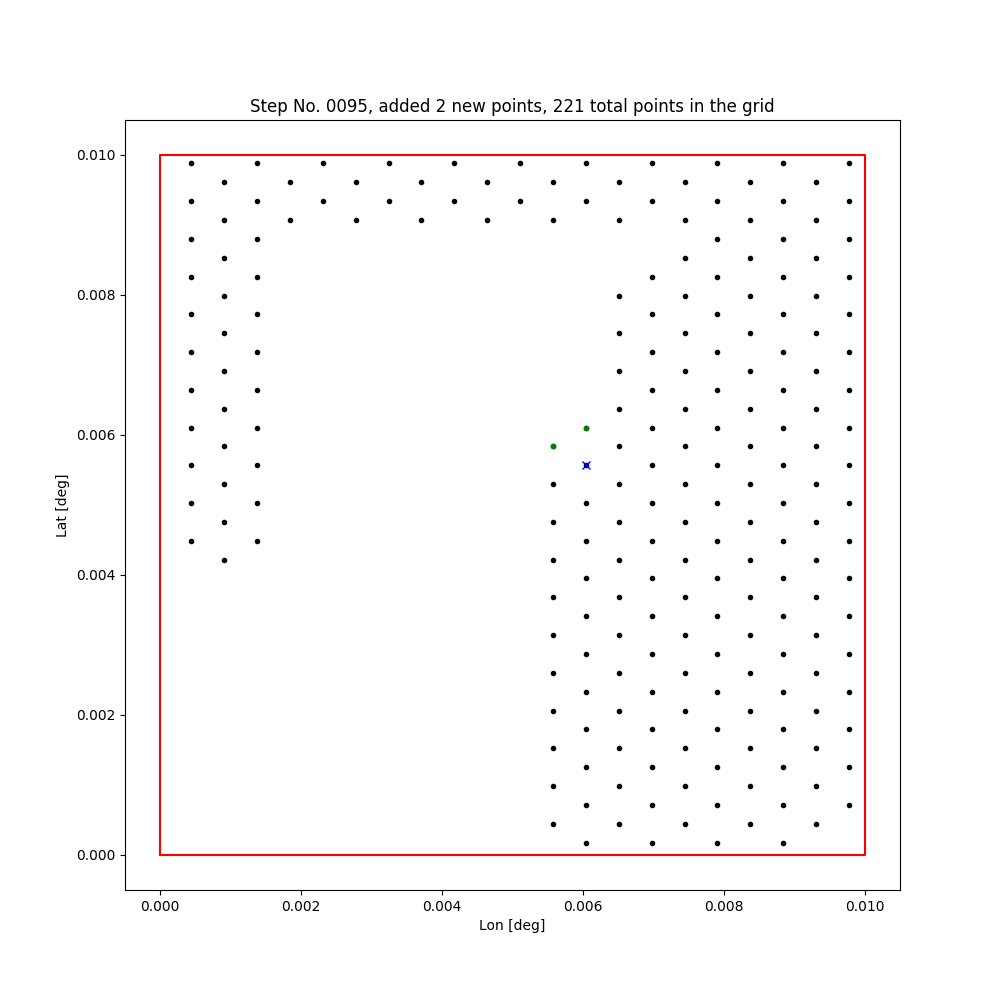 Step No. 0095, added 2 new points, 221 total points in the grid
0.010
0.008
0.006
0.004
0.002
0.000
Lat [deg]
0.000 0.002 0.004 0.006 0.008 0.010
Lon [deg]